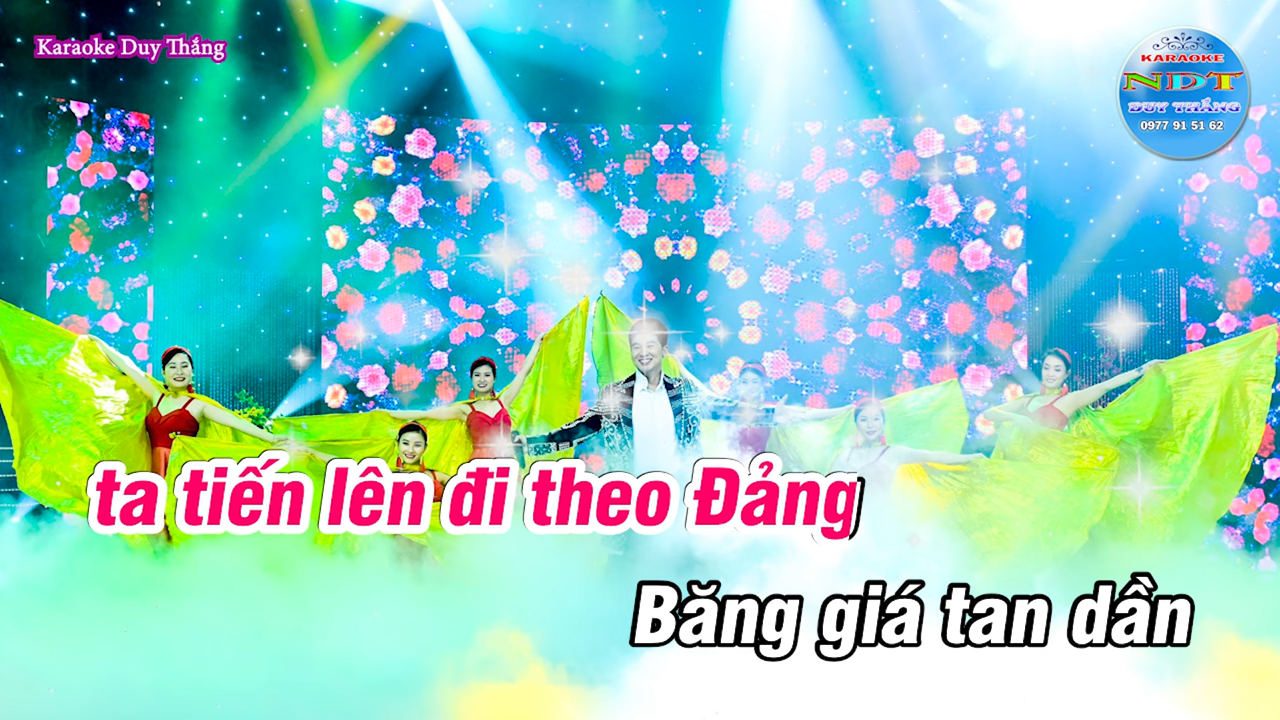 Karaoke Duy Thắng
KARAOKE
NDT
DUY THẮNG
0977 91 51 62
ta tiến lên đi theo Đảng
Băng giá tan dần